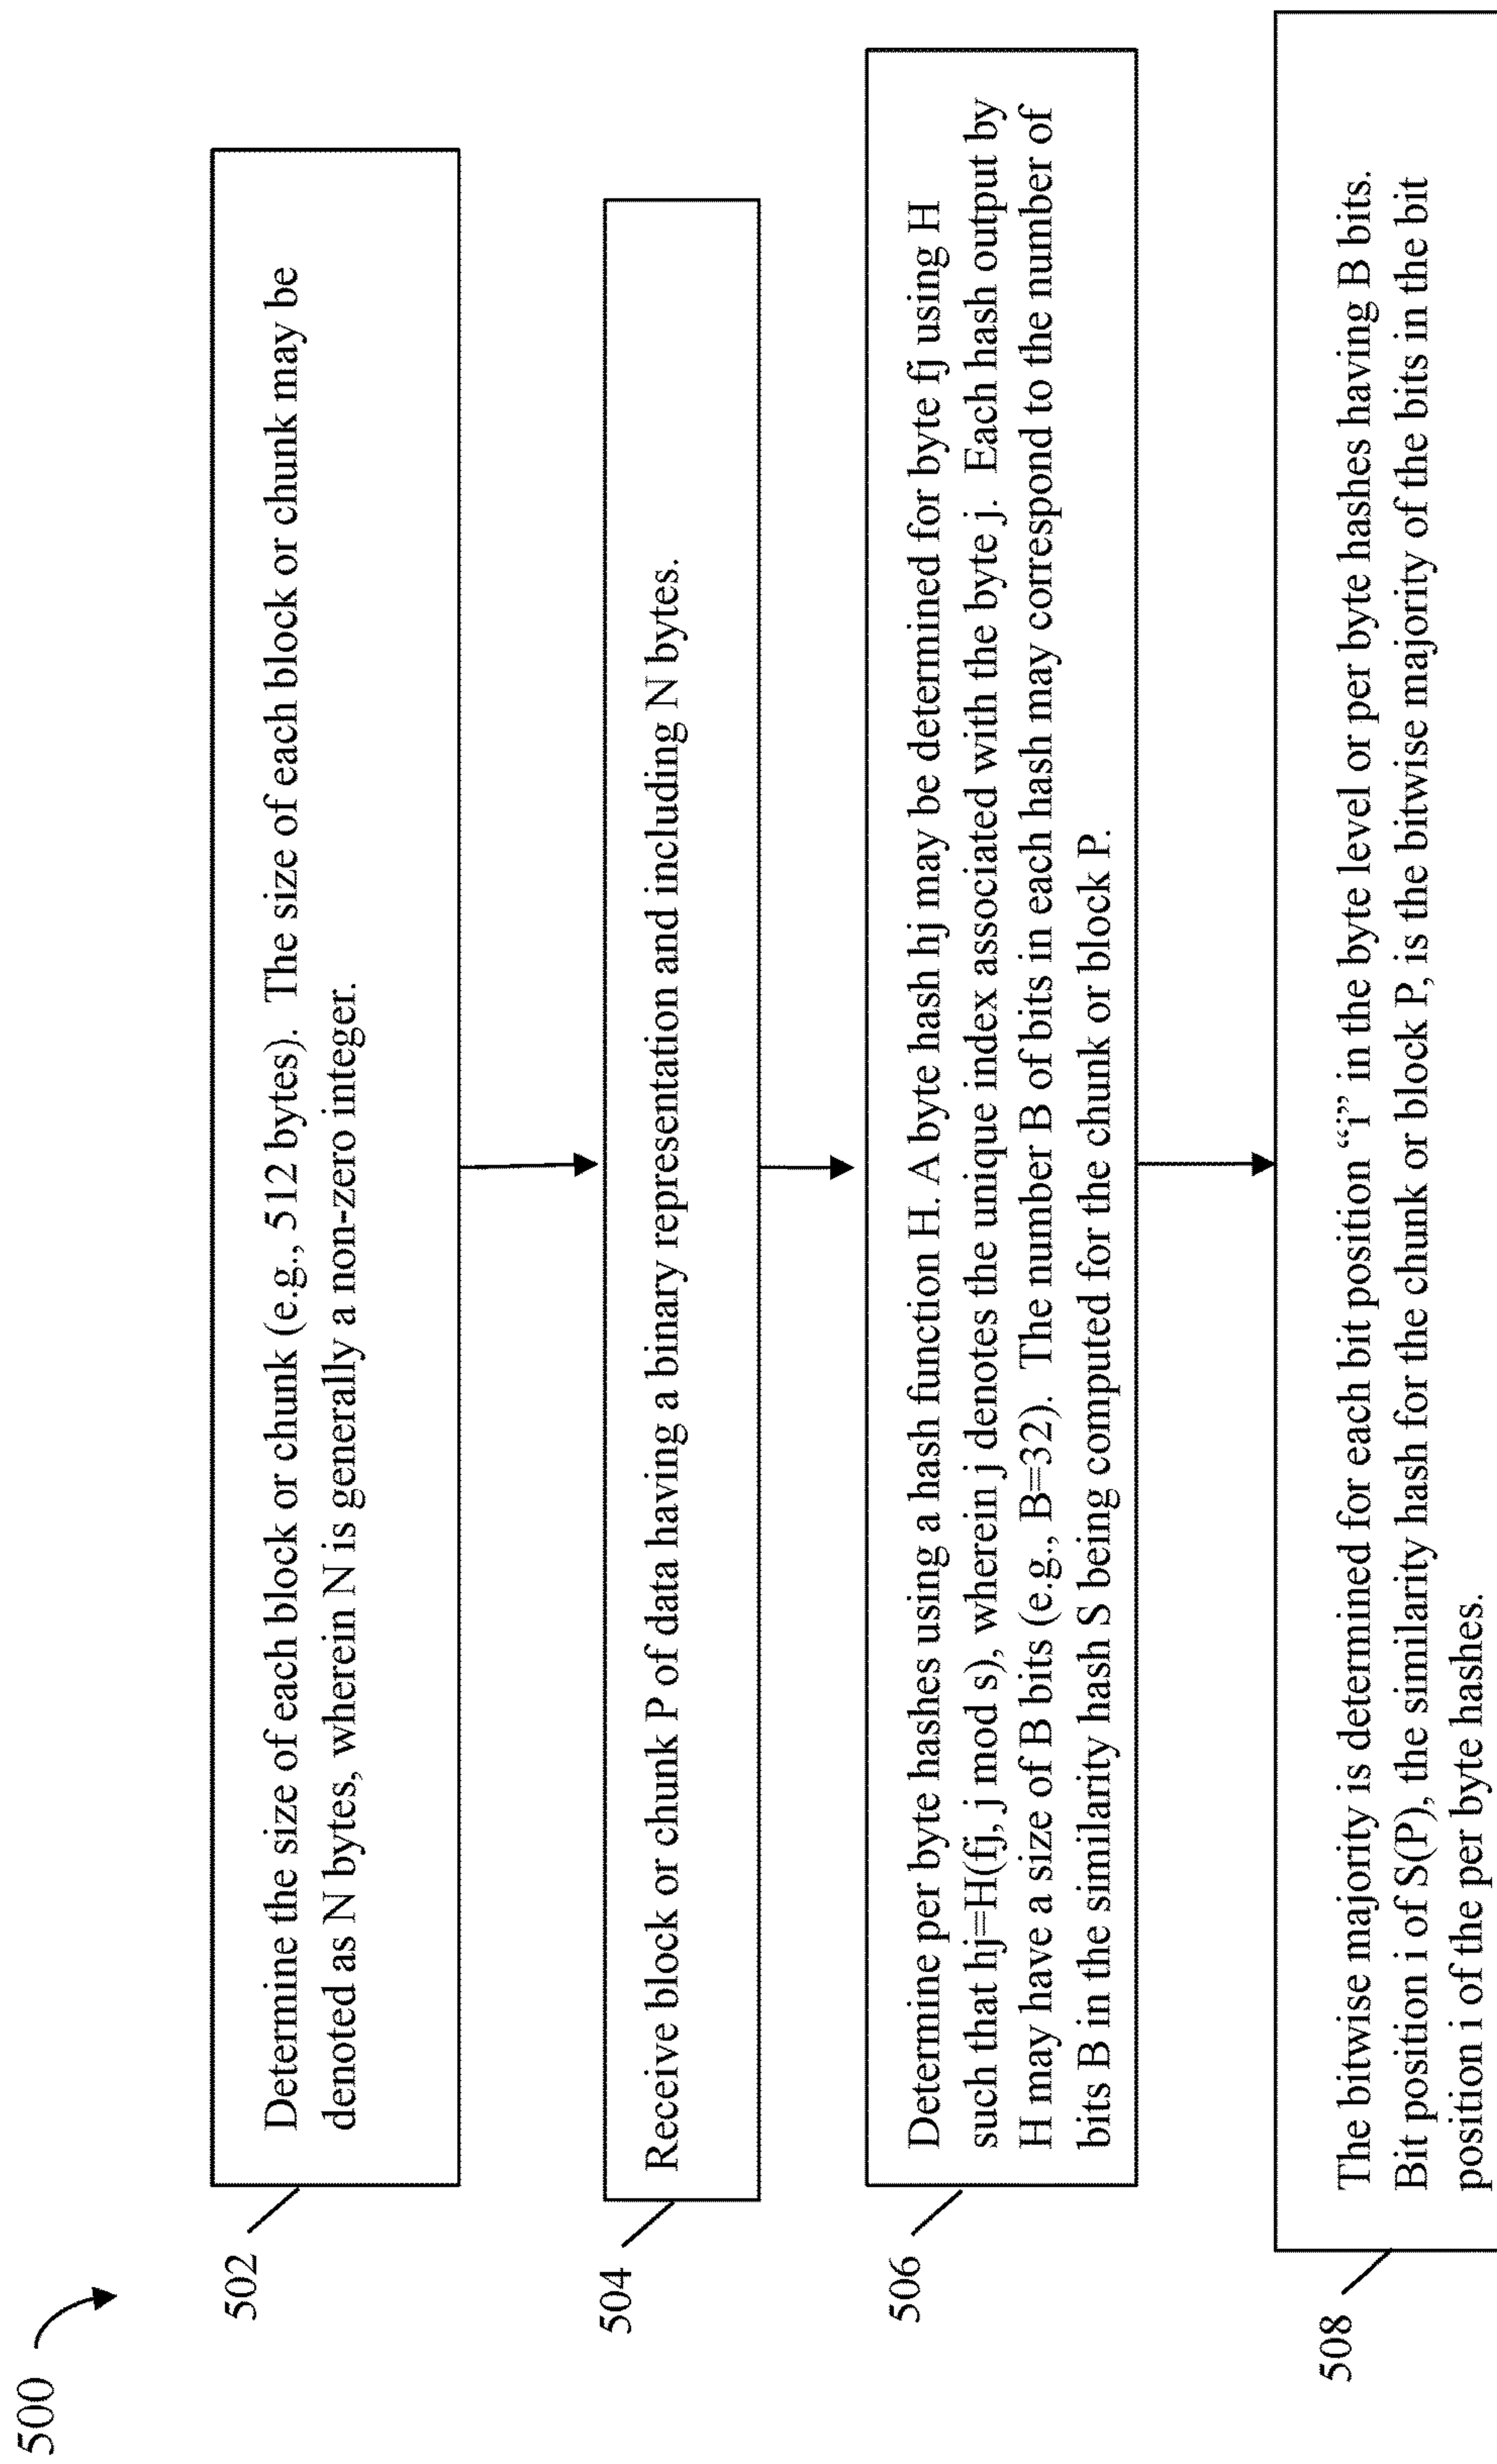 500
502
Determine the size of each block or chunk (e.g., 512 bytes). The size of each block or chunk may be
denoted as N bytes, wherein N is generally a non-zero integer.
504
Receive block or chunk P of data having a binary representation and including N bytes.
506
Determine per byte hashes using a hash function H. A byte hash hj may be determined for byte fj using H
such that hj=H(fj, j mod s), wherein j denotes the unique index associated with the byte j. Each hash output by
H may have a size of B bits (e.g., B=32). The number B of bits in each hash may correspond to the number of
bits B in the similarity hash S being computed for the chunk or block P.
508
The bitwise majority is determined for each bit position “i” in the byte level or per byte hashes having B bits.
Bit position i of S(P), the similarity hash for the chunk or block P, is the bitwise majority of the bits in the bit
position i of the per byte hashes.